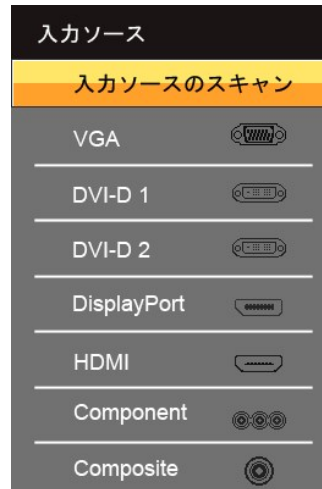 入力ソース
入力ソースのスキャン
VGA
DVI-D 1
DVI-D 2
DisplayPort
HDMI
Component
Composite